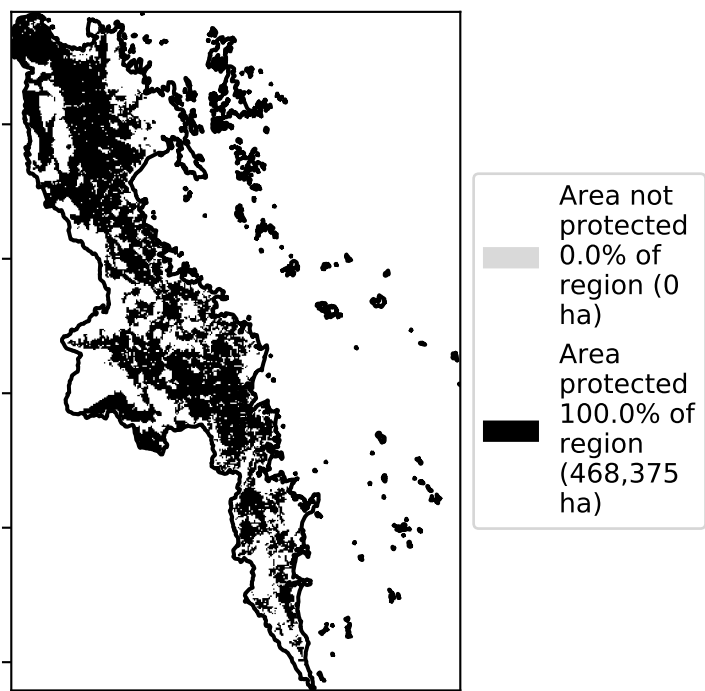 Area not
protected
0.0% of
region (0
ha)
Area
protected
100.0% of
region
(468,375
ha)